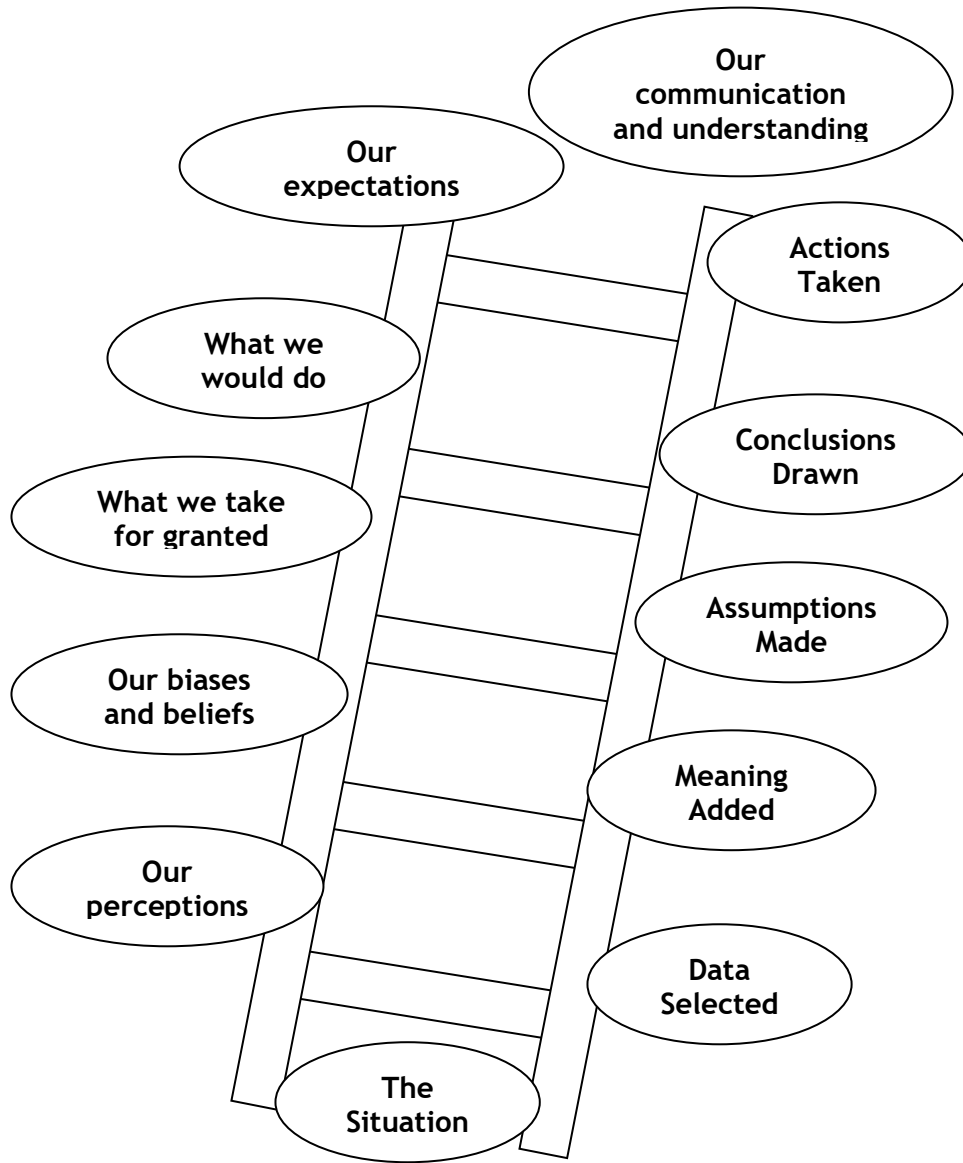 Our
communication
and understanding
Our
expectations
Actions
Taken
What we
would do
Conclusions
Drawn
What we take
for granted
Assumptions
Made
Our biases
and beliefs
Meaning
Added
Our
perceptions
Data
Selected
The
Situation